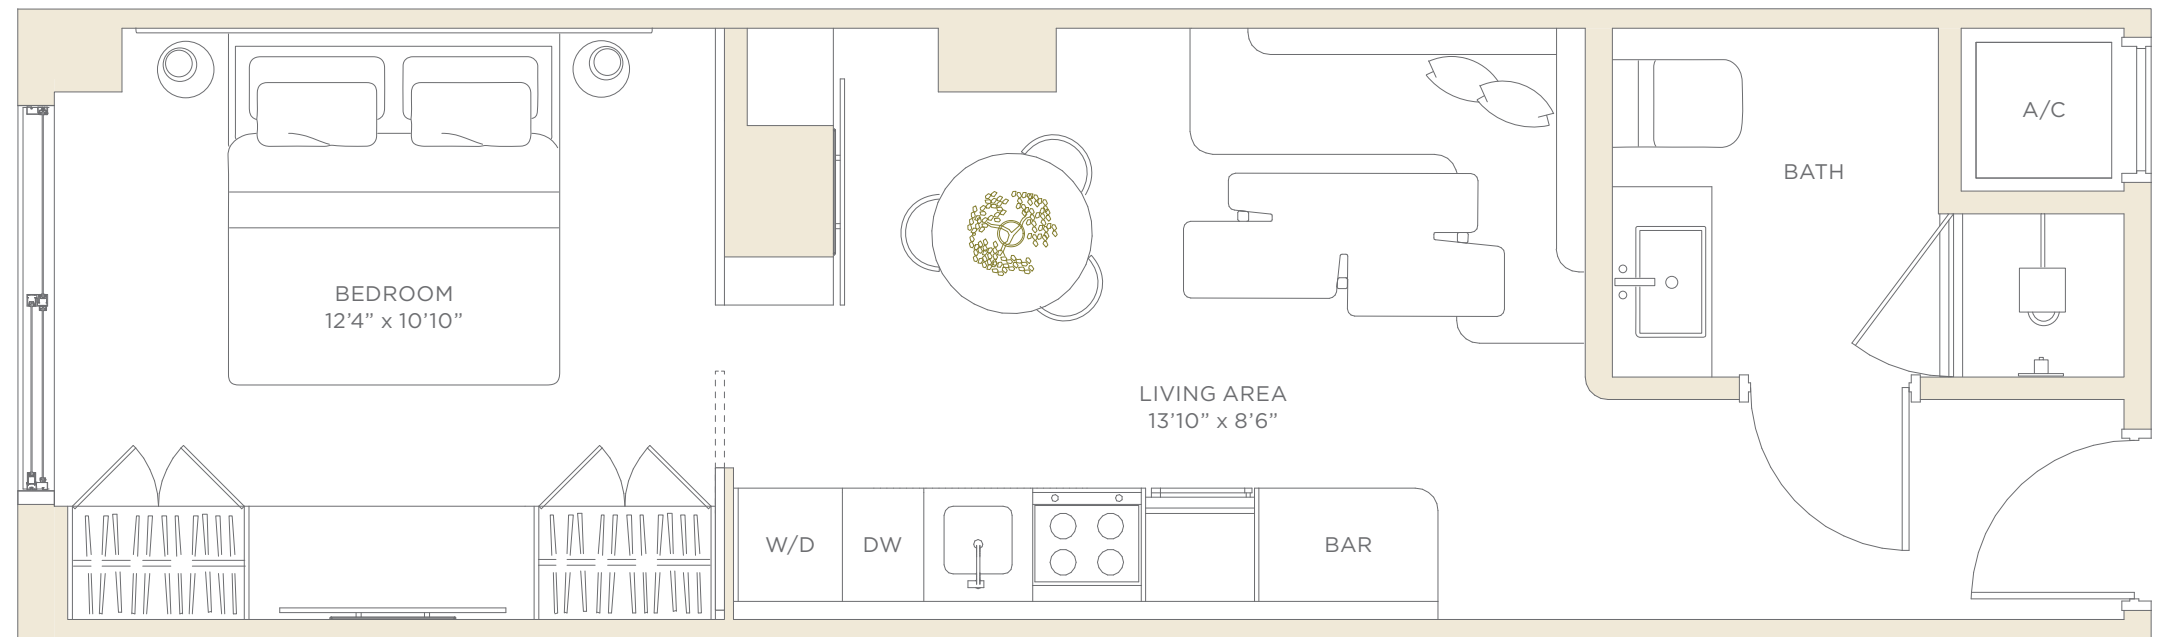 A/C
BATH
BEDROOM
12’4” x 10’10”
LIVING AREA
13’10” x 8’6”
W/D
DW
BAR